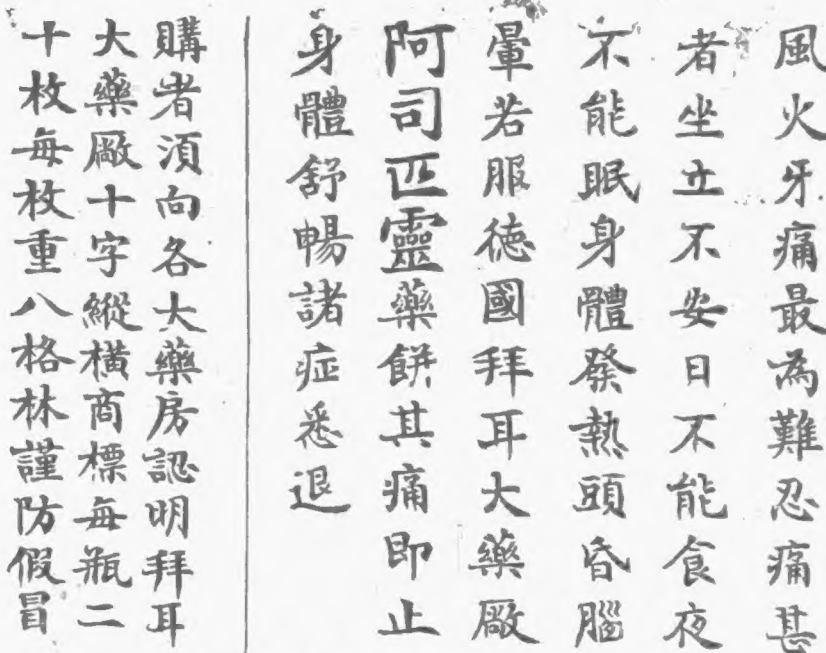 風火牙痛最為難忍痛甚
者坐立不安日不能食夜
不能眠身體發熱頭昏腦
暈若服德國拜耳大藥厰
阿司匹靈藥餅其痛即止
身體舒暢諸症悉退
購者須向各大藥房認明拜耳
大藥厰十字縱橫商標每瓶二
十枚每枚重八格林謹防假冒